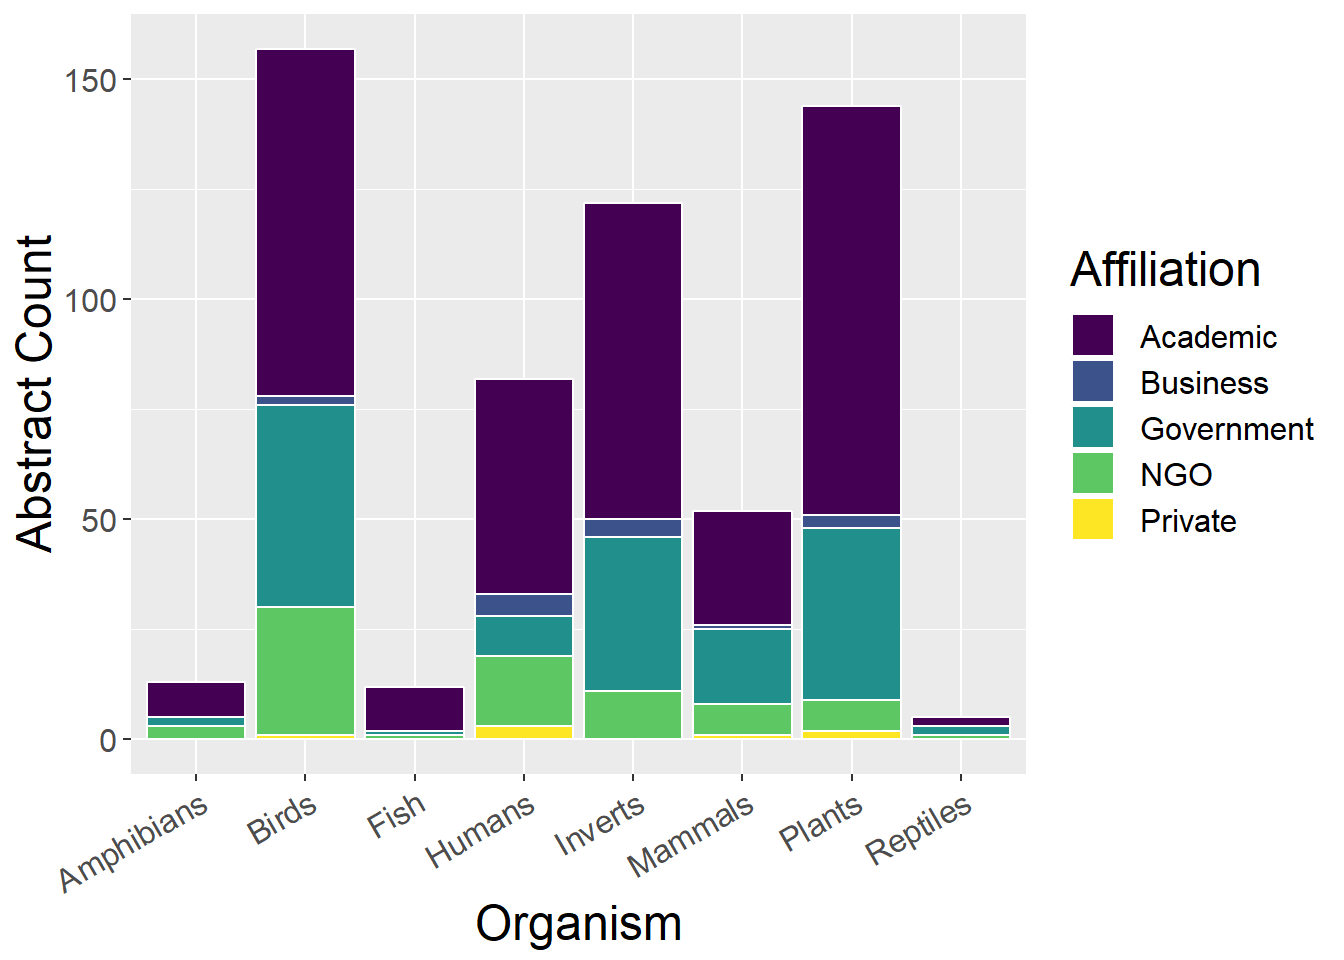 150
100
50
0
Abstract Count
Amphibians
Birds
Fish
Humans
Inverts
Mammals
Plants
Reptiles
Organism
Affiliation
Academic
Business
Government
NGO
Private